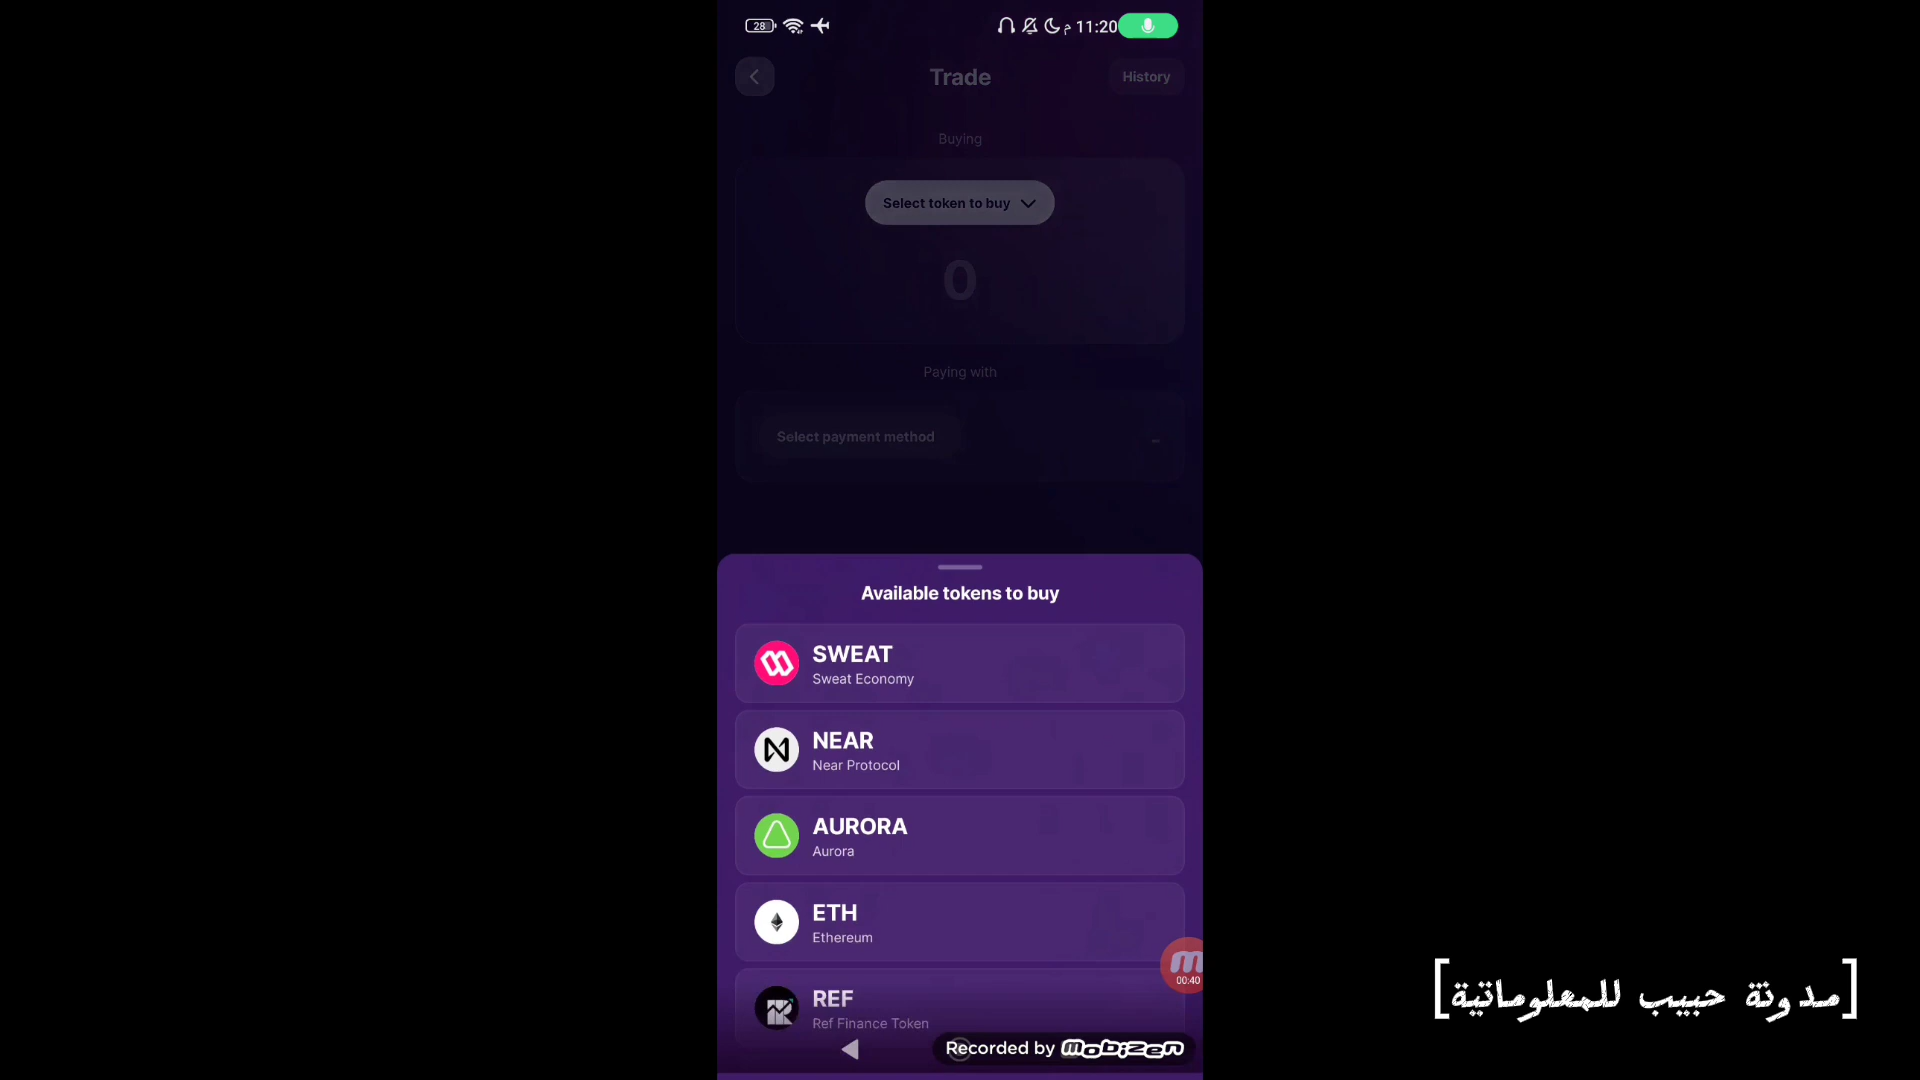 28
م 11:20
Trade
History
Buying
Select token to buy
0
Paying with
Select payment method
-
Available tokens to buy
SWEAT
Sweat Economy
NEAR
Near Protocol
AURORA
Aurora
ETH
Ethereum
REF
Ref Finance Token
00:40
Recorded by mobizen
[مدونة حبيب للمعلوماتية]